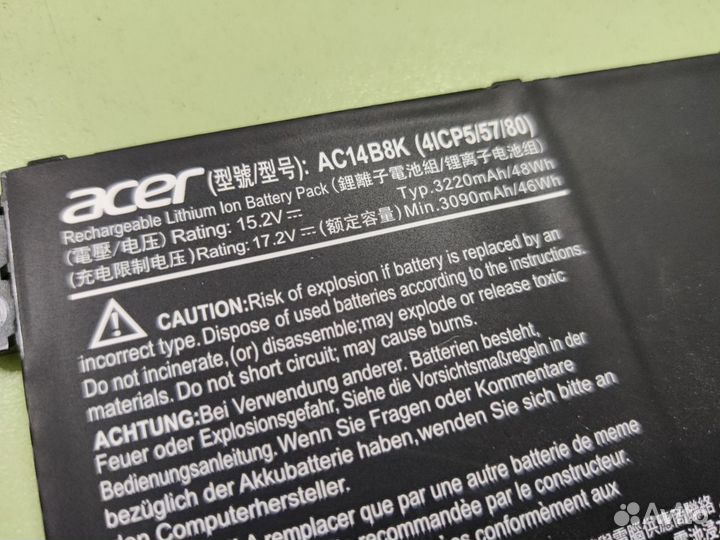 acer (型號/型号): AC14B8K (4ICP5/57/80)
Rechargeable Lithium Ion Battery Pack (鋰離子電池組/锂离子电池组)
(電壓/电压) Rating: 15.2V⎓ Typ.3220mAh/48Wh
(充电限制电压) Rating: 17.2V⎓ (额定容量) Min.3090mAh/46Wh
CAUTION:Risk of explosion if battery is replaced by an
incorrect type. Dispose of used batteries according to the instructions.
Do not incinerate,(or) disassemble;may explode or release toxic
materials. Do not short circuit; may cause burns.
ACHTUNG:Bei Verwendung anderer. Batterien besteht,
Feuer oder Explosionsgefahr, Siehe die Vorsichtsmaßregeln in der
Bedienungsanleitung.Wenn Sie Fragen oder Kommentare
bezüglich der Akkubatterie haben,wenden Sie sich bitte an
den Computerhersteller.
A remplacer que par une autre batterie de meme
recommandée par le constructeur.
es conformément aux
Avito